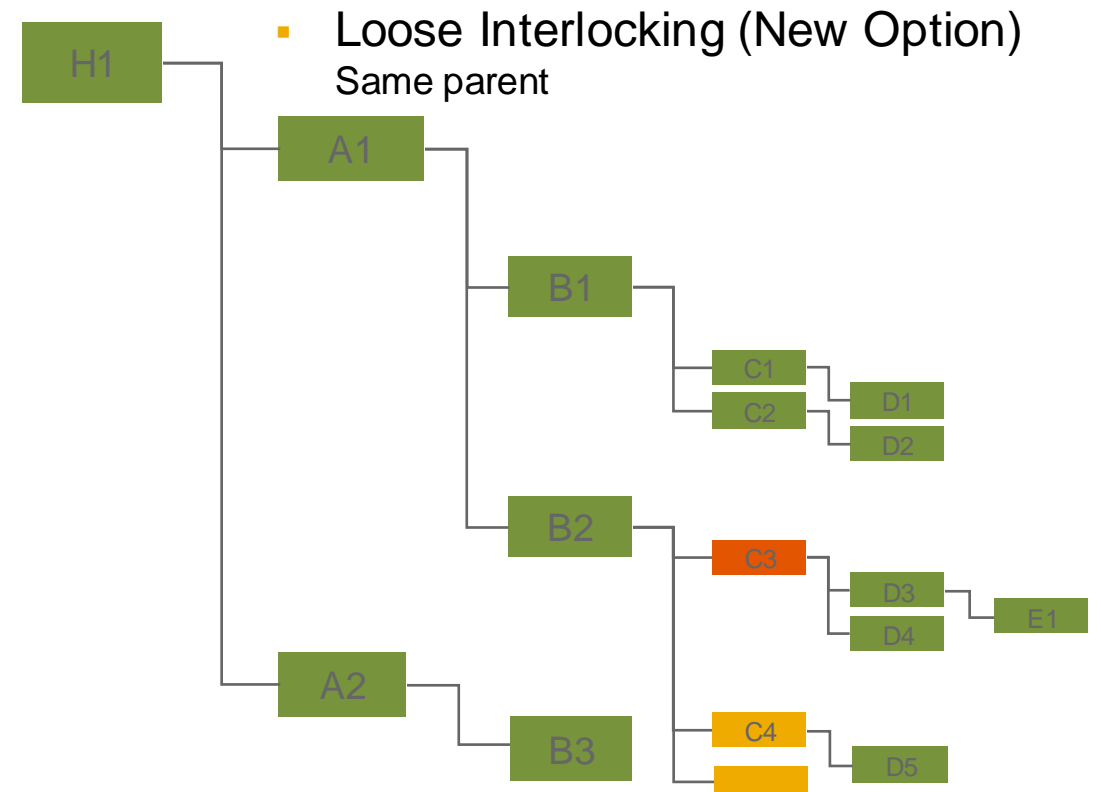 ▪ Loose Interlocking (New Option)
Same parent
H1
A1
B1
C1
D1
C2
D2
B2
C3
D3
E1
D4
A2
C4
B3
D5